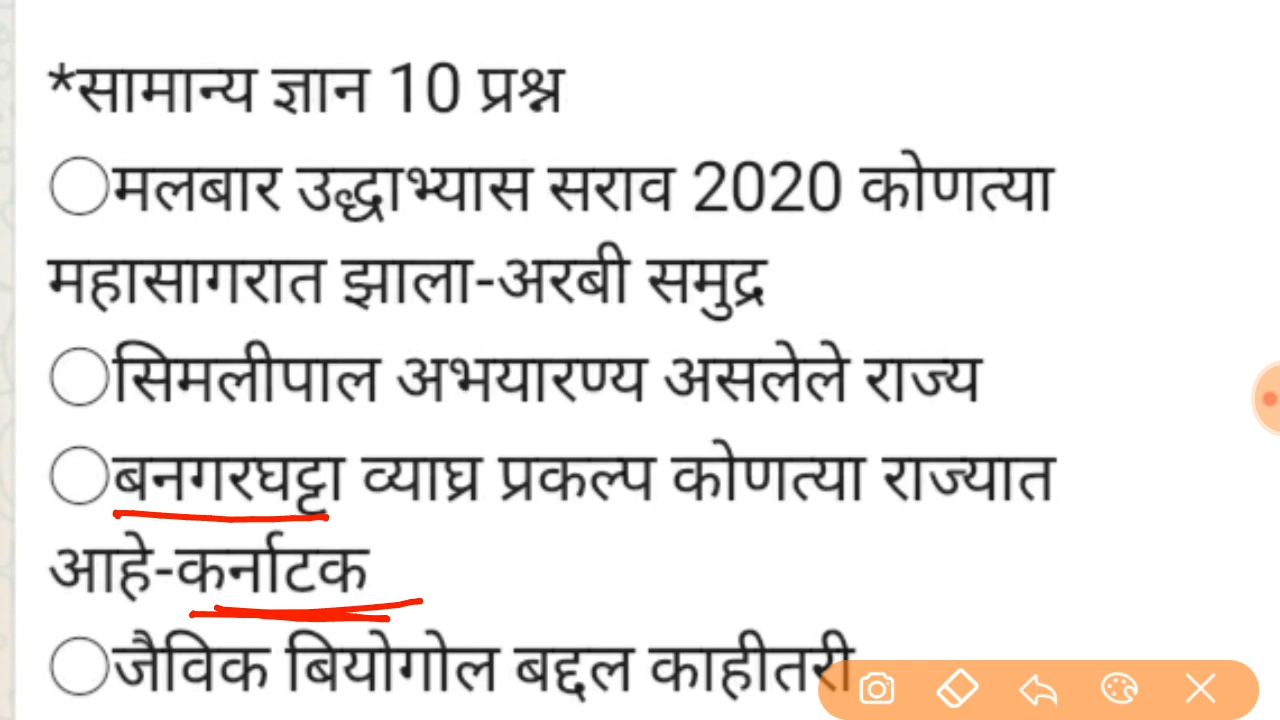 *सामान्य ज्ञान 10 प्रश्न
◯मलबार उद्धाभ्यास सराव 2020 कोणत्या
महासागरात झाला-अरबी समुद्र
◯सिमलीपाल अभयारण्य असलेले राज्य
◯बनगरघट्टा व्याघ्र प्रकल्प कोणत्या राज्यात
आहे-कर्नाटक
◯जैविक बियोगोल बद्दल काहीतरी